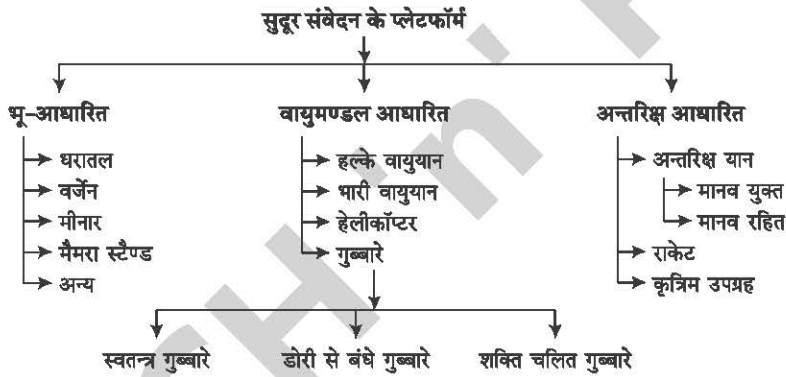 सुदूर संवेदन के प्लेटफॉर्म
भू-आधारित
धरातल
वर्जेन
मीनार
मैमरा स्टैण्ड
अन्य
वायुमण्डल आधारित
हल्के वायुयान
भारी वायुयान
हेलीकॉप्टर
गुब्बारे
स्वतन्त्र गुब्बारे
डोरी से बंधे गुब्बारे
शक्ति चलित गुब्बारे
अन्तरिक्ष आधारित
अन्तरिक्ष यान
मानव युक्त
मानव रहित
राकेट
कृत्रिम उपग्रह